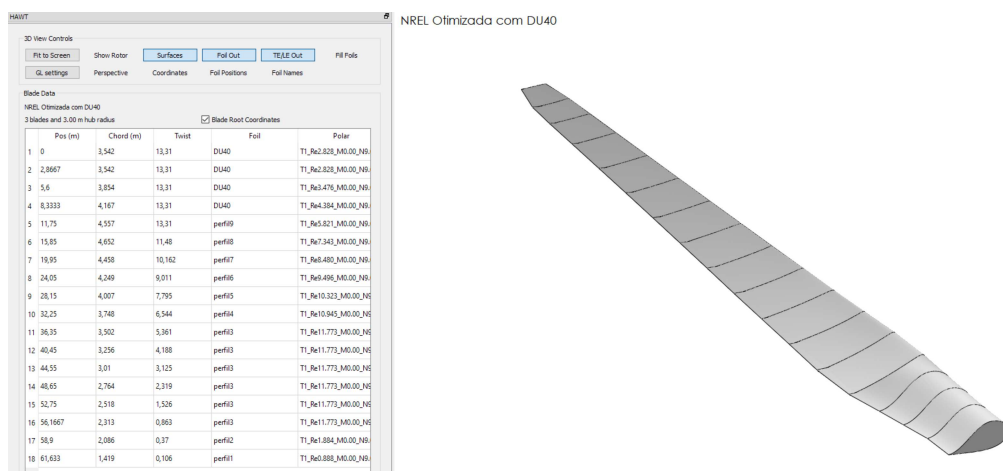 HAWT
NREL Otimizada com DU40
3D View Controls
Fit to Screen Show Rotor Surfaces Foil Out TE/LE Out Fill Foils
GL settings Perspective Coordinates Foil Positions Foil Names
Blade Data
NREL Otimizada com DU40
3 blades and 3.00 m hub radius Blade Root Coordinates
Pos (m) Chord (m) Twist Foil Polar
1 0 3,542 13,31 DU40 T1_Re2.828_M0.00_N9.
2 2,8667 3,542 13,31 DU40 T1_Re2.828_M0.00_N9.
3 5,6 3,854 13,31 DU40 T1_Re3.476_M0.00_N9.
4 8,3333 4,167 13,31 DU40 T1_Re4.384_M0.00_N9.
5 11,75 4,557 13,31 perfil9 T1_Re5.821_M0.00_N9.
6 15,85 4,652 11,48 perfil8 T1_Re7.343_M0.00_N9.
7 19,95 4,458 10,162 perfil7 T1_Re8.480_M0.00_N9.
8 24,05 4,249 9,011 perfil6 T1_Re9.496_M0.00_N9.
9 28,15 4,007 7,795 perfil5 T1_Re10.323_M0.00_N9
10 32,25 3,748 6,544 perfil4 T1_Re10.945_M0.00_N9
11 36,35 3,502 5,361 perfil3 T1_Re11.773_M0.00_N9
12 40,45 3,256 4,188 perfil3 T1_Re11.773_M0.00_N9
13 44,55 3,01 3,125 perfil3 T1_Re11.773_M0.00_N9
14 48,65 2,764 2,319 perfil3 T1_Re11.773_M0.00_N9
15 52,75 2,518 1,526 perfil3 T1_Re11.773_M0.00_N9
16 56,1667 2,313 0,863 perfil3 T1_Re11.773_M0.00_N9
17 58,9 2,086 0,37 perfil2 T1_Re1.884_M0.00_N9.
18 61,633 1,419 0,106 perfil1 T1_Re0.888_M0.00_N9.